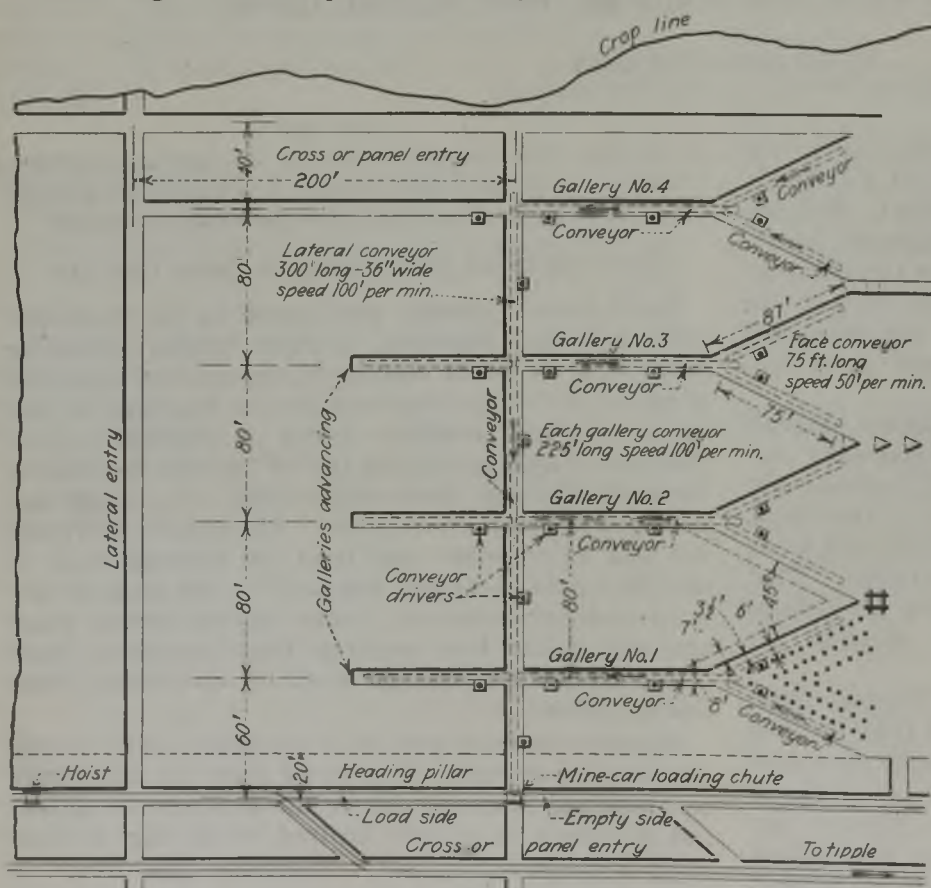 Crop line
40'
Cross or panel entry
200'
Gallery No.4
Conveyor
Conveyor
Conveyor
Lateral conveyor
300' long-36" wide
speed 100' per min.
80'
87'
Gallery No.3
Face conveyor
75 ft. long
speed 50' per min.
Conveyor
75'
Lateral entry
Galleries advancing
80'
Conveyor
Each gallery conveyor
225' long speed 100' per min.
Gallery No.2
Conveyor
Conveyor
drivers
80'
80'
45°
3½'
6'
7'
Gallery No.1
Conveyor
6'
Conveyor
60'
Hoist
20"
Heading pillar
Mine-car loading chute
Load side
Empty side
Cross or
panel entry
To tipple